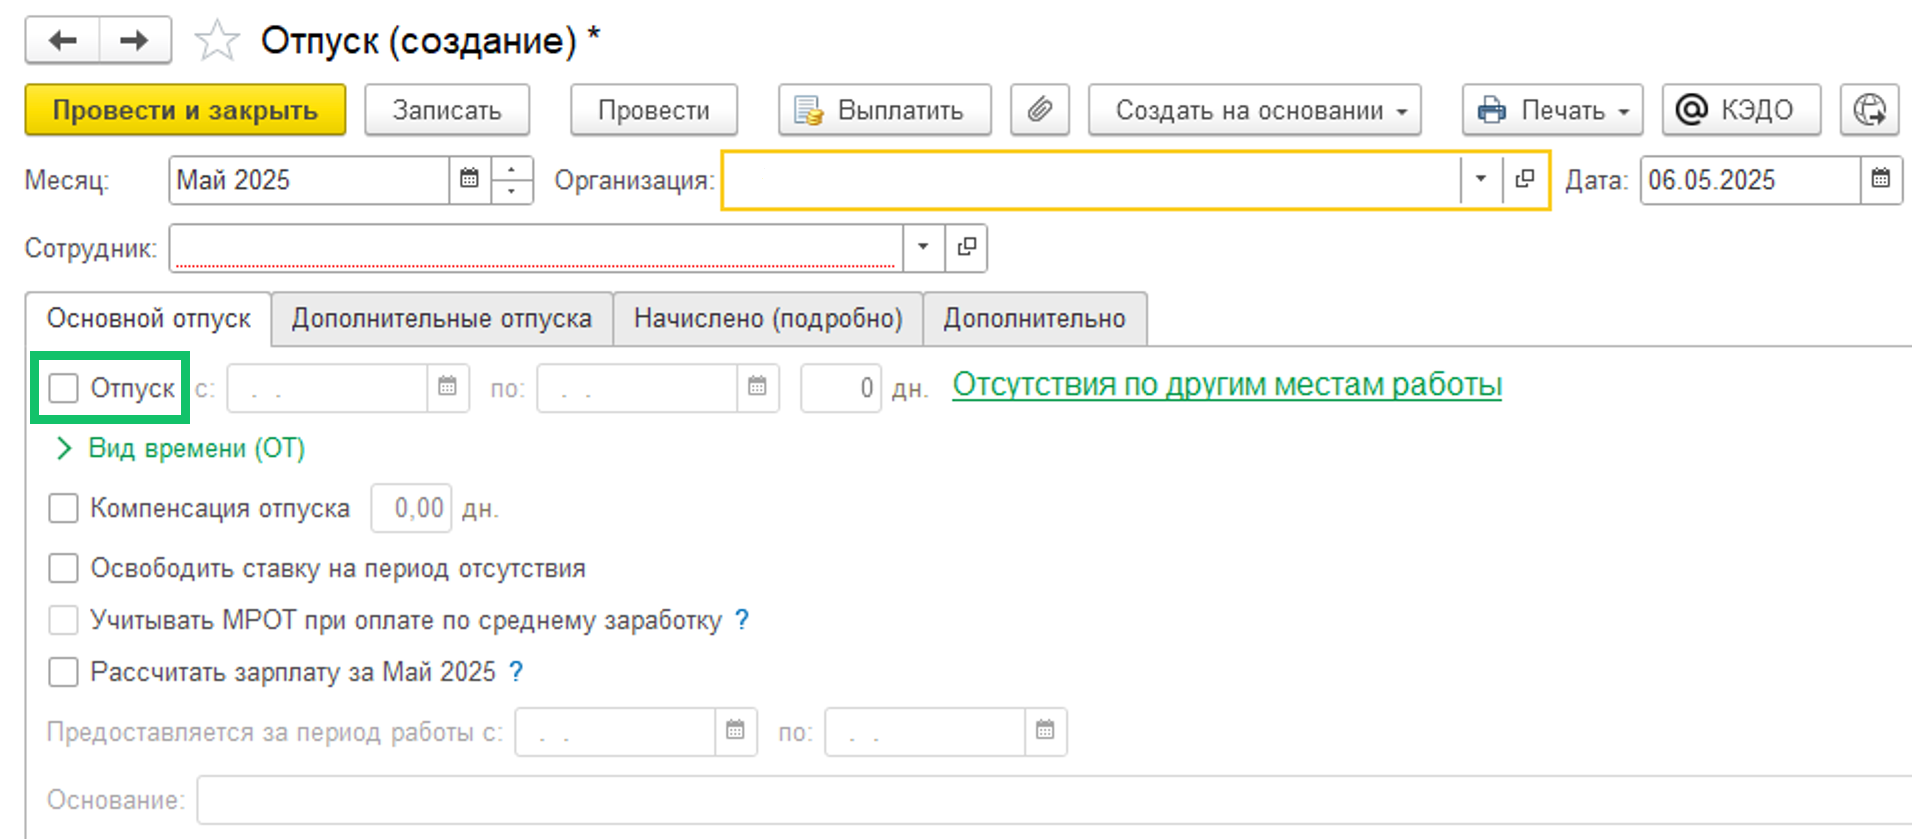 Отпуск (создание) *
Провести и закрыть Записать Провести Выплатить Создать на основании Печать @ КЭДО
Месяц: Май 2025 Организация: Дата: 06.05.2025
Сотрудник:
Основной отпуск Дополнительные отпуска Начислено (подробно) Дополнительно
Отпуск с: . . по: . . 0 дн. Отсутствия по другим местам работы
Вид времени (ОТ)
Компенсация отпуска 0,00 дн.
Освободить ставку на период отсутствия
Учитывать МРОТ при оплате по среднему заработку ?
Рассчитать зарплату за Май 2025 ?
Предоставляется за период работы с: . . по: . .
Основание: